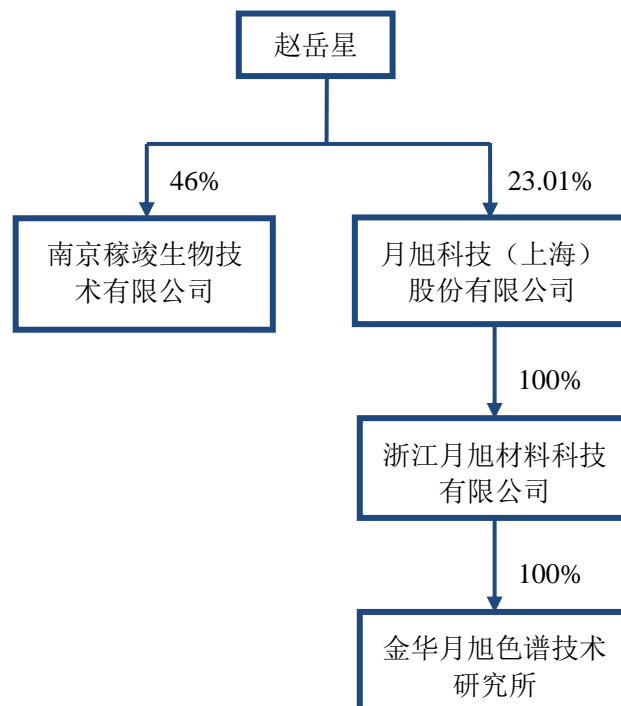 赵岳星
46%
23.01%
南京稼竣生物技
术有限公司
月旭科技（上海）
股份有限公司
100%
浙江月旭材料科技
有限公司
100%
金华月旭色谱技术
研究所